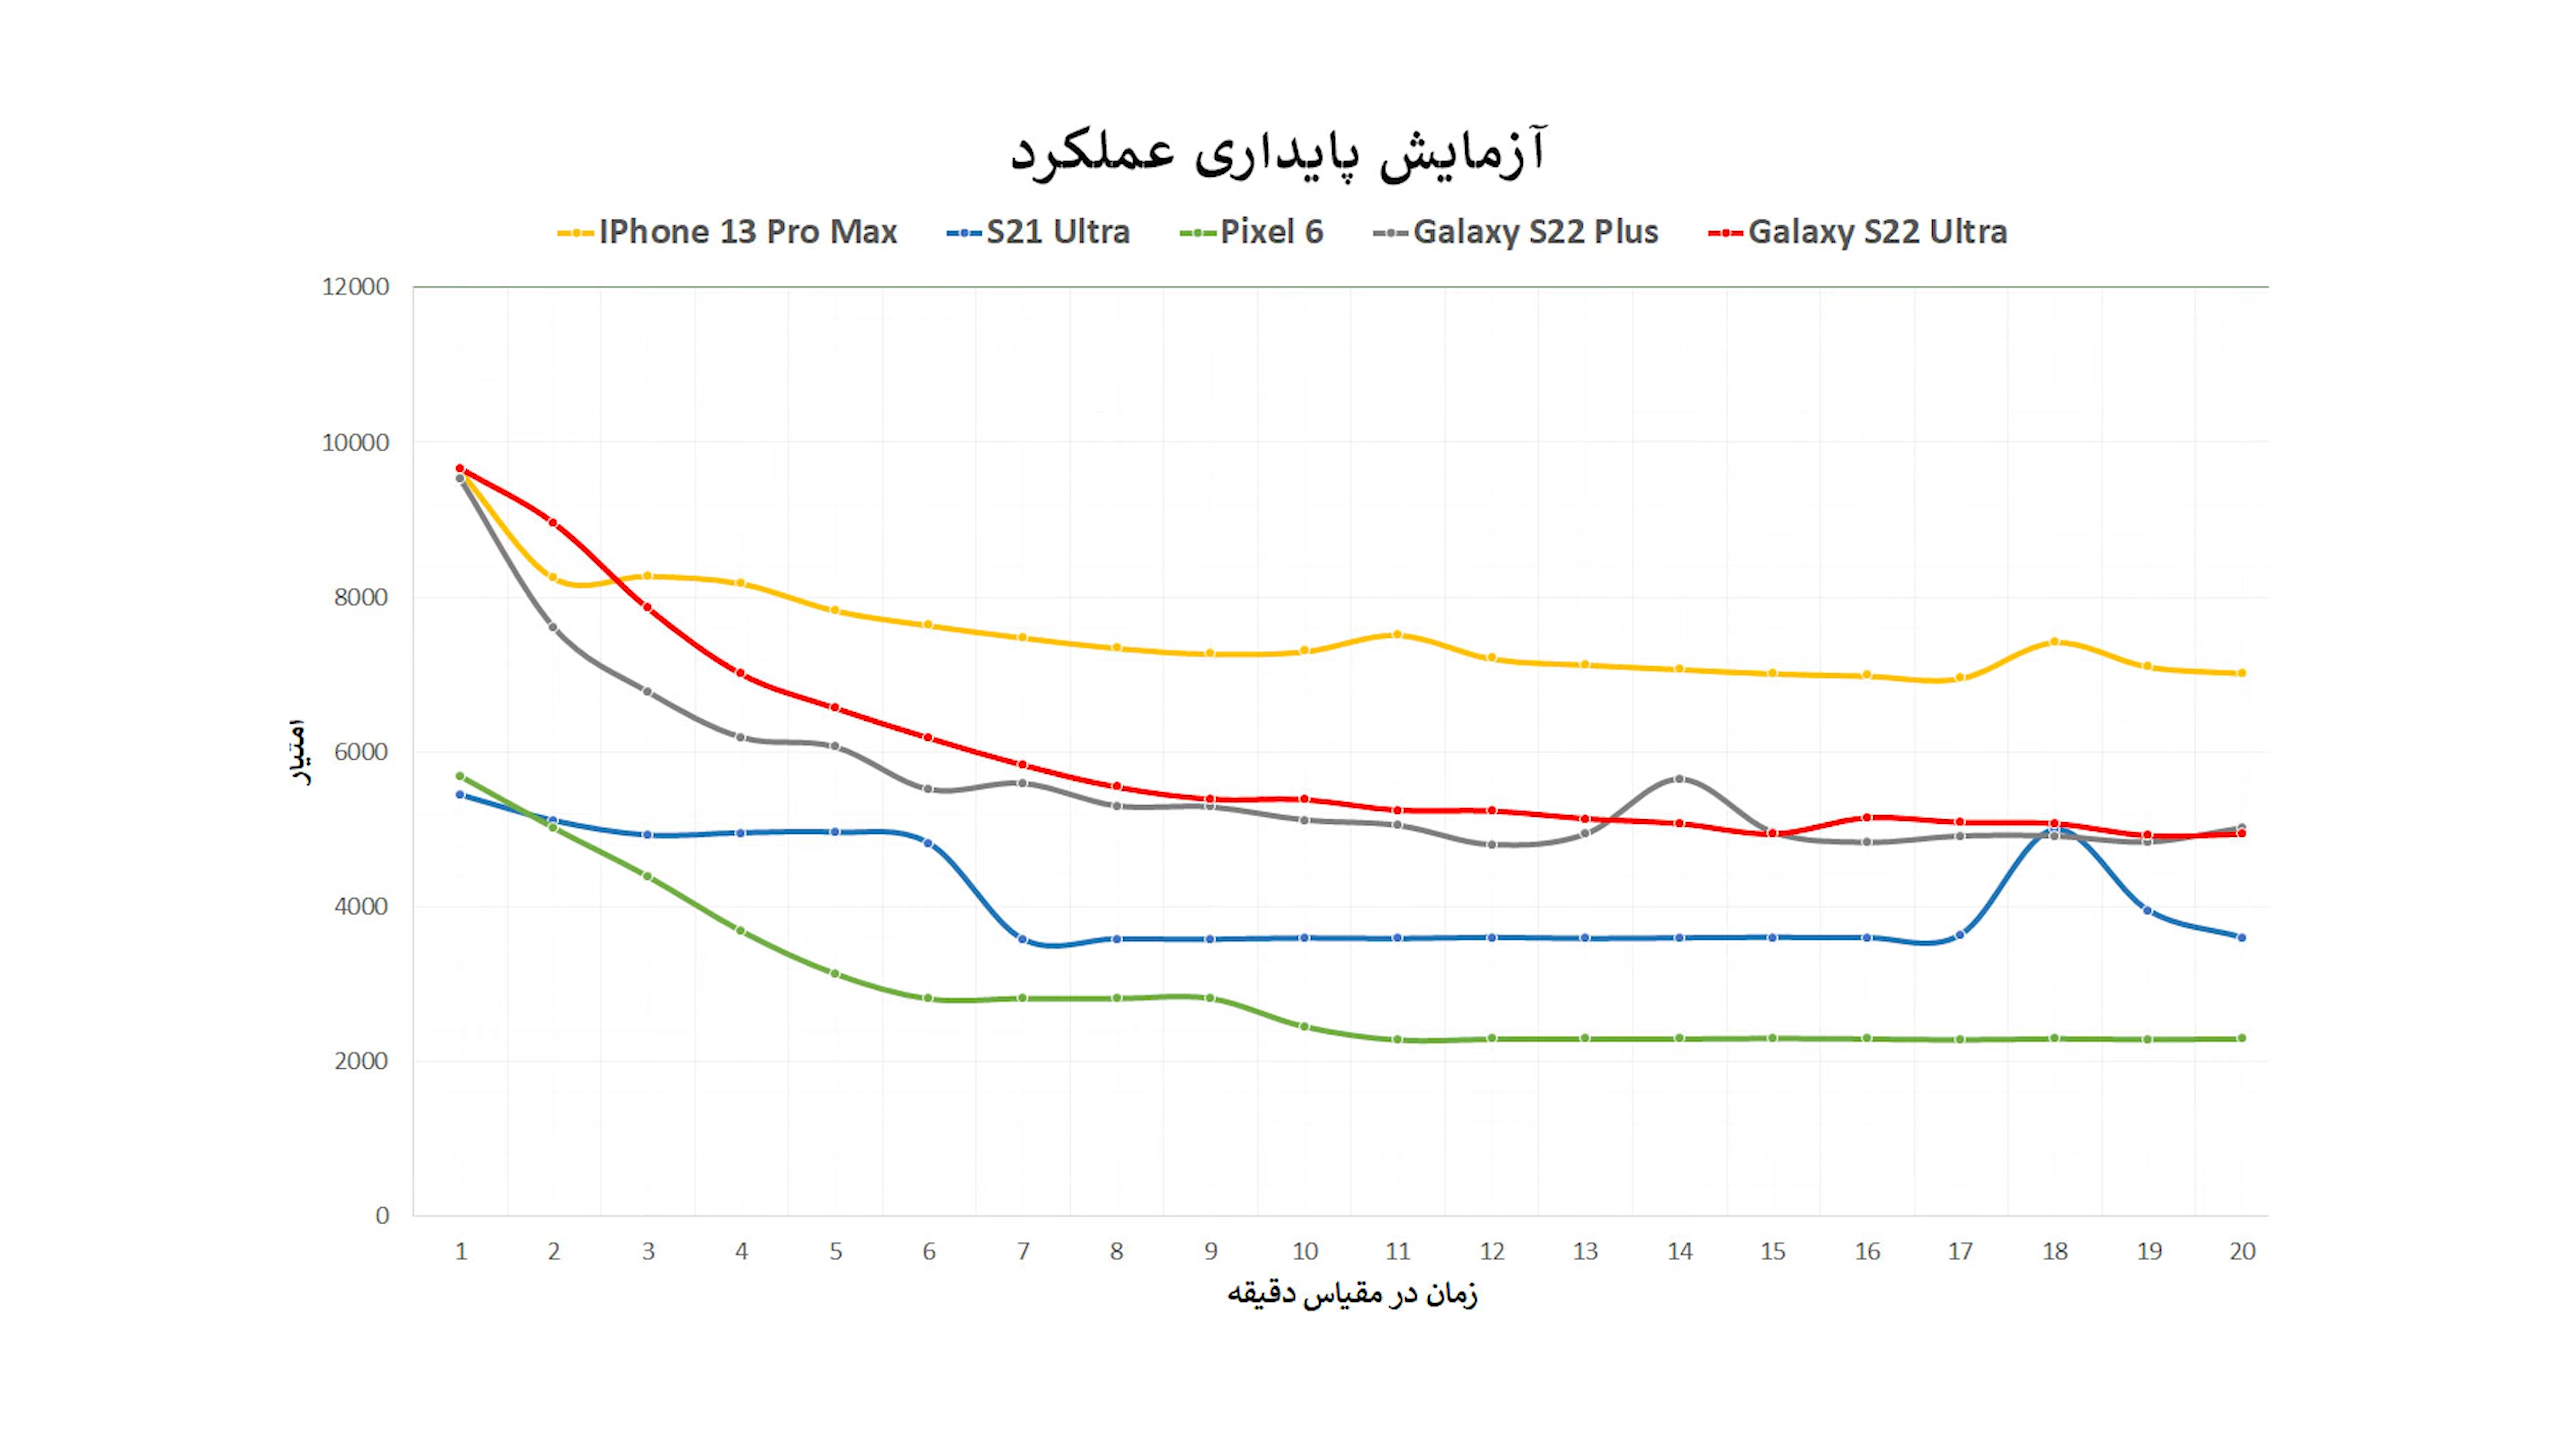 آزمایش پایداری عملکرد
IPhone 13 Pro Max S21 Ultra Pixel 6 Galaxy S22 Plus Galaxy S22 Ultra
12000
10000
8000
6000
4000
2000
0
امتیار
1 2 3 4 5 6 7 8 9 10 11 12 13 14 15 16 17 18 19 20
زمان در مقیاس دقیقه